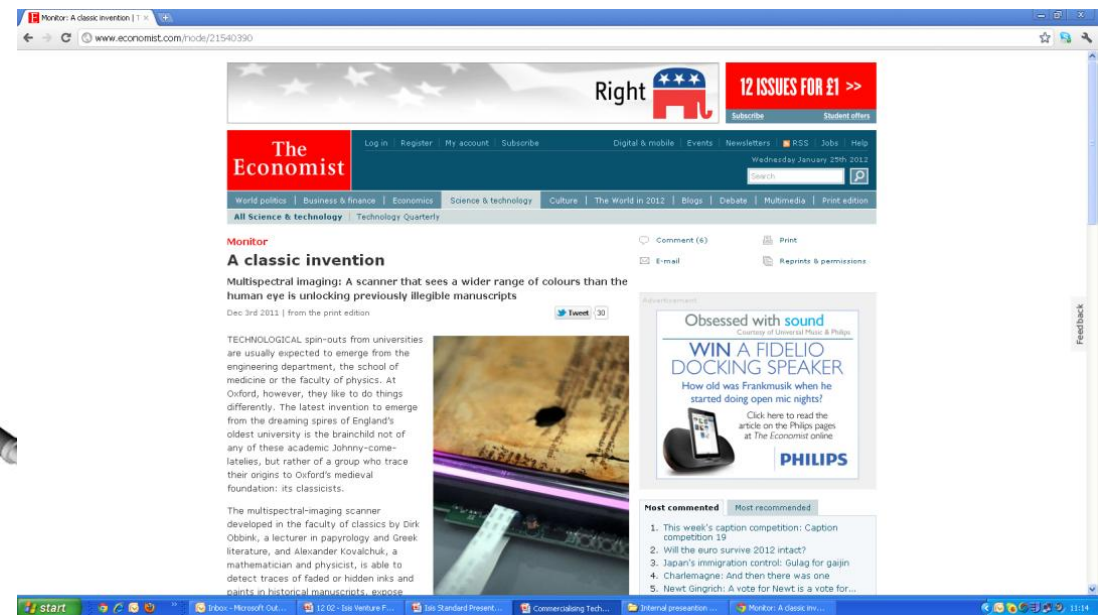 Monitor: A classic invention | T
www.economist.com/node/21540390
Right
12 ISSUES FOR £1 >>
Subscribe Student offers
The
Economist
Log in | Register | My account | Subscribe
Digital & mobile | Events | Newsletters | RSS | Jobs | Help
Wednesday January 25th 2012
Search
World politics | Business & finance | Economics | Science & technology | Culture | The World in 2012 | Blogs | Debate | Multimedia | Print edition
All Science & technology | Technology Quarterly
Monitor
A classic invention
Multispectral imaging: A scanner that sees a wider range of colours than the
human eye is unlocking previously illegible manuscripts
Dec 3rd 2011 | from the print edition
Tweet 30
TECHNOLOGICAL spin-outs from universities
are usually expected to emerge from the
engineering department, the school of
medicine or the faculty of physics. At
Oxford, however, they like to do things
differently. The latest invention to emerge
from the dreaming spires of England's
oldest university is the brainchild not of
any of these academic Johnny-come-
latelies, but rather of a group who trace
their origins to Oxford's medieval
foundation: its classicists.
The multispectral-imaging scanner
developed in the faculty of classics by Dirk
Obbink, a lecturer in papyrology and Greek
literature, and Alexander Kovalchuk, a
mathematician and physicist, is able to
detect traces of faded or hidden inks and
paints in historical manuscripts, expose
Comment (6)
Print
E-mail
Reprints & permissions
Advertisement
Obsessed with sound
Courtesy of Universal Music & Philips
WIN A FIDELIO
DOCKING SPEAKER
How old was Frankmusik when he
started doing open mic nights?
Click here to read the
article on the Philips pages
at The Economist online
PHILIPS
Most commented
Most recommended
1. This week's caption competition: Caption
competition 19
2. Will the euro survive 2012 intact?
3. Japan's immigration control: Gulag for gaijin
4. Charlemagne: And then there was one
5. Newt Gingrich: A vote for Newt is a vote for...
Feedback
start
Inbox - Microsoft Out...
12 02 - Isis Venture F...
Isis Standard Present...
Commercialising Tech...
Internal preseantion ...
Monitor: A classic inv...
11:14